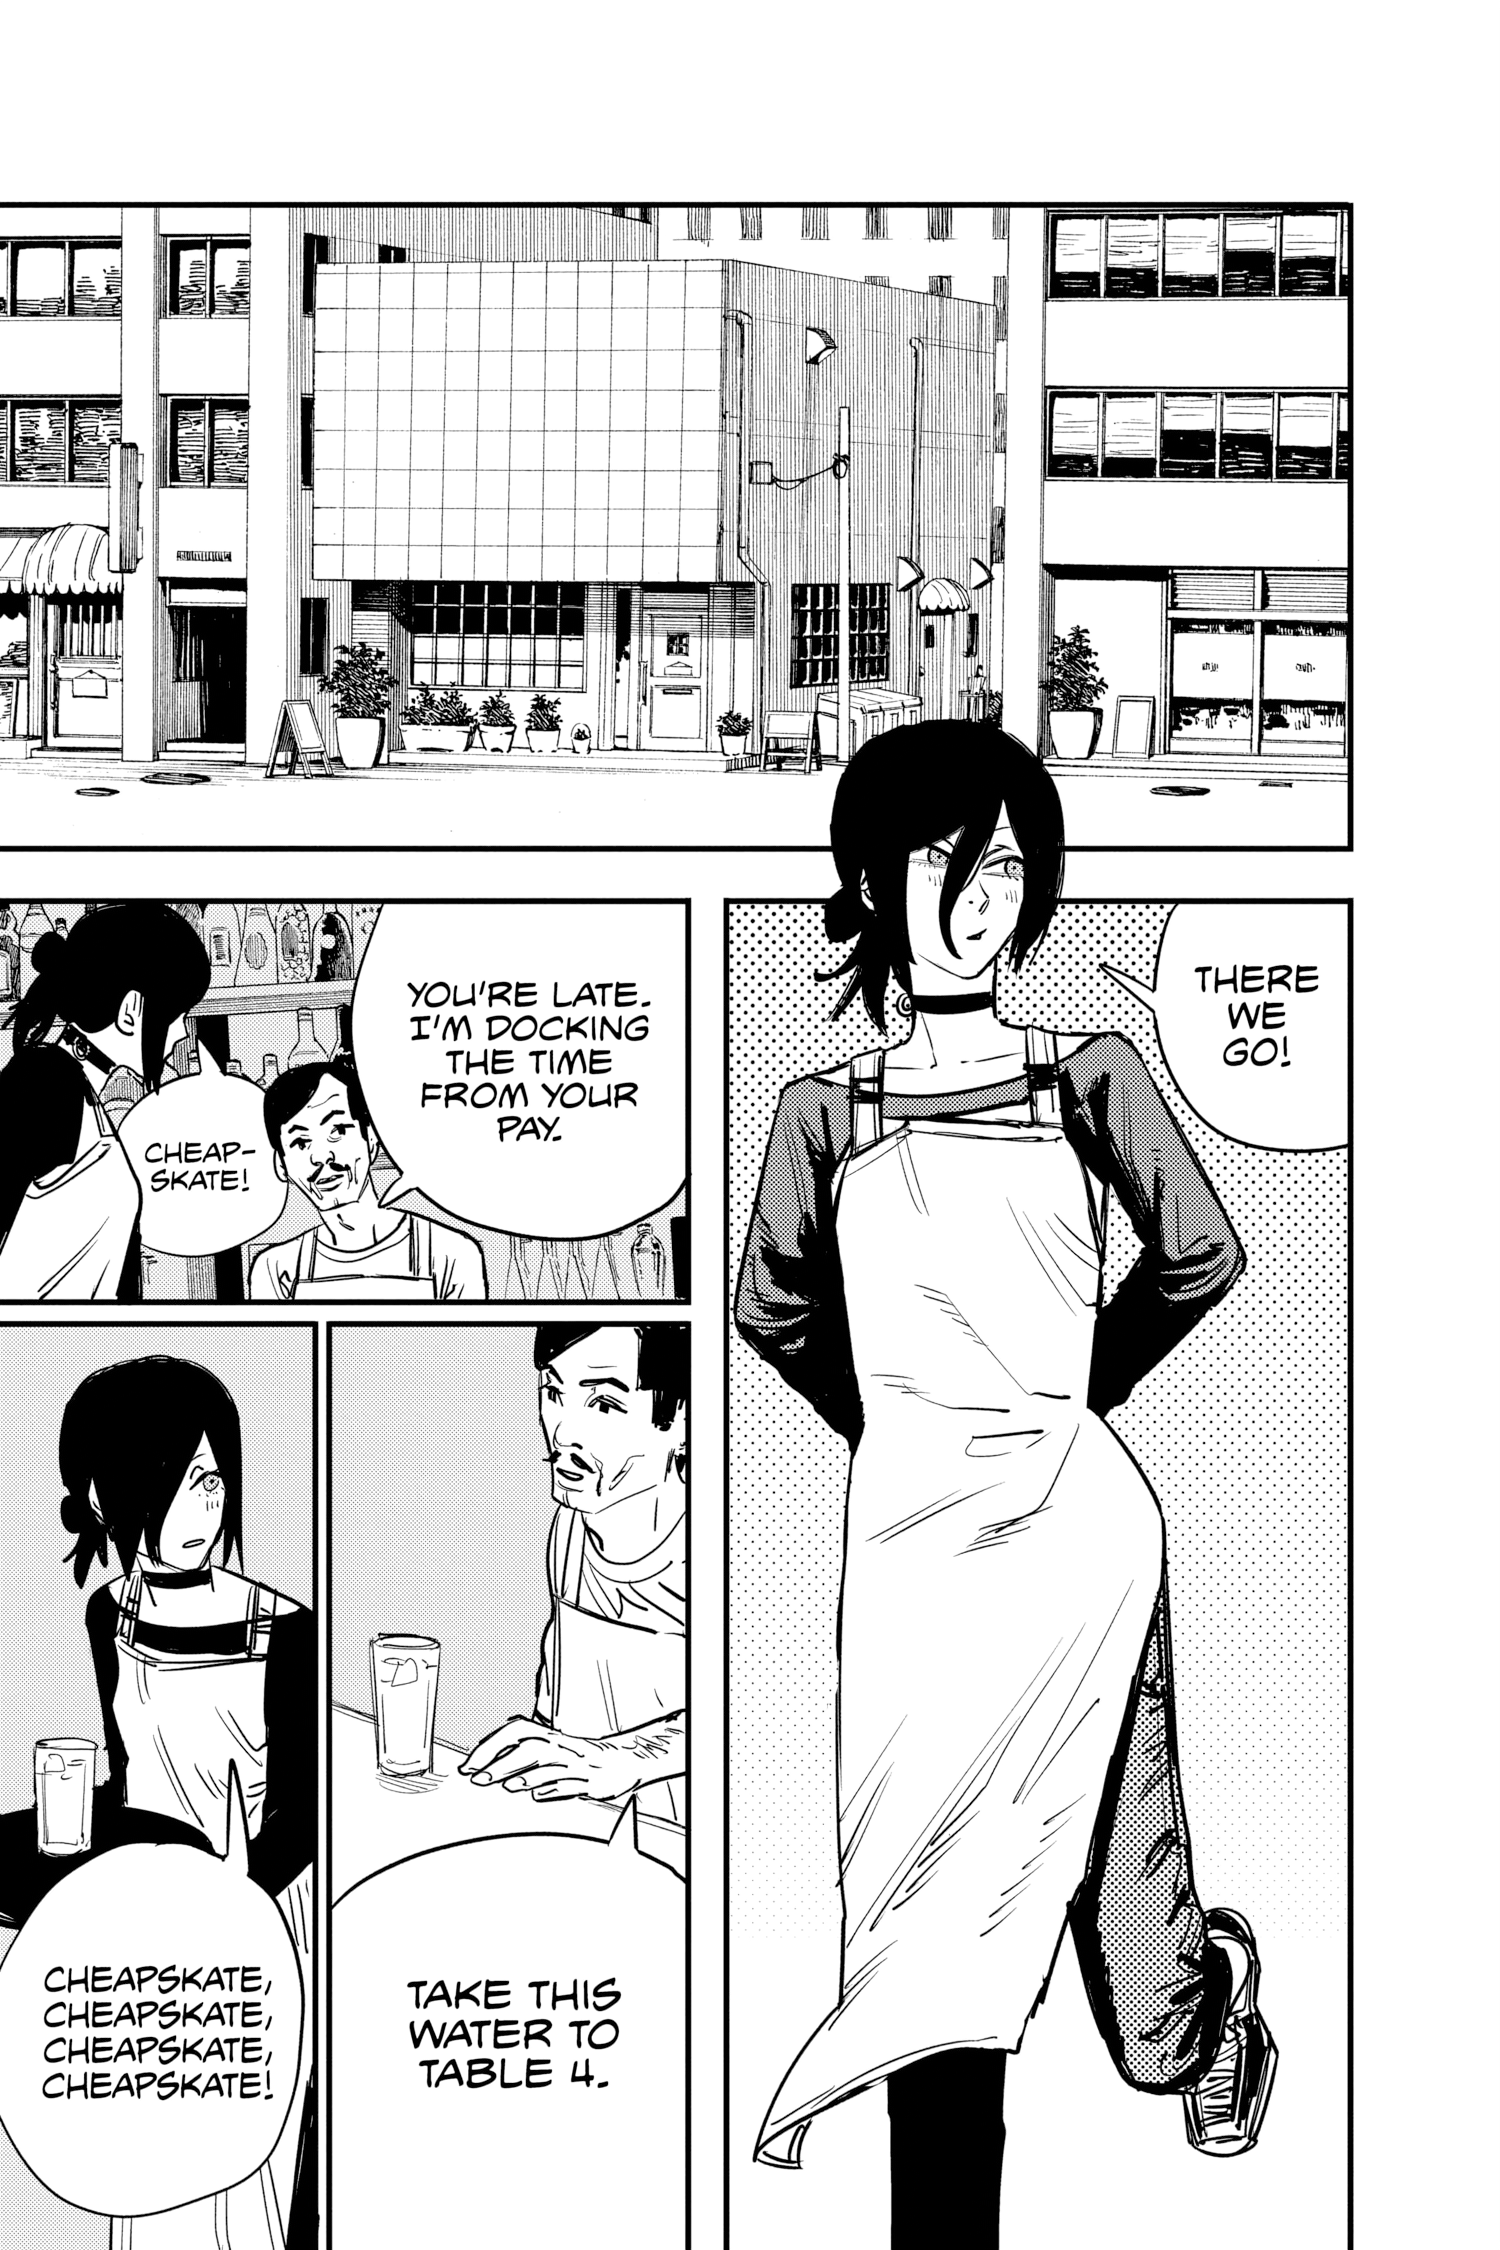 THERE
WE
GO!
YOU'RE LATE.
I'M DOCKING
THE TIME
FROM YOUR
PAY.
CHEAP-
SKATE!
TAKE THIS
WATER TO
TABLE 4.
CHEAPSKATE,
CHEAPSKATE,
CHEAPSKATE,
CHEAPSKATE!